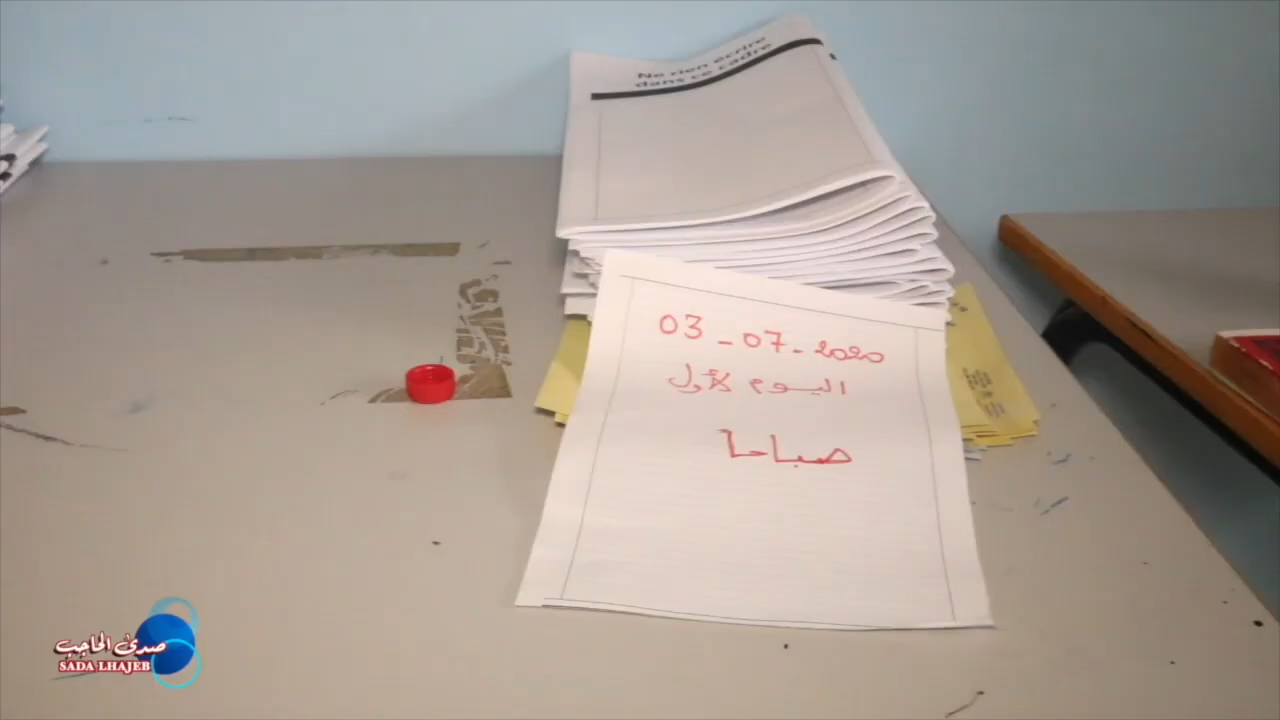 Ne rien écrire
dans ce cadre
03-07-2020
اليوم الأول
صباحا
صدى الحاجب
SADA LHAJEB